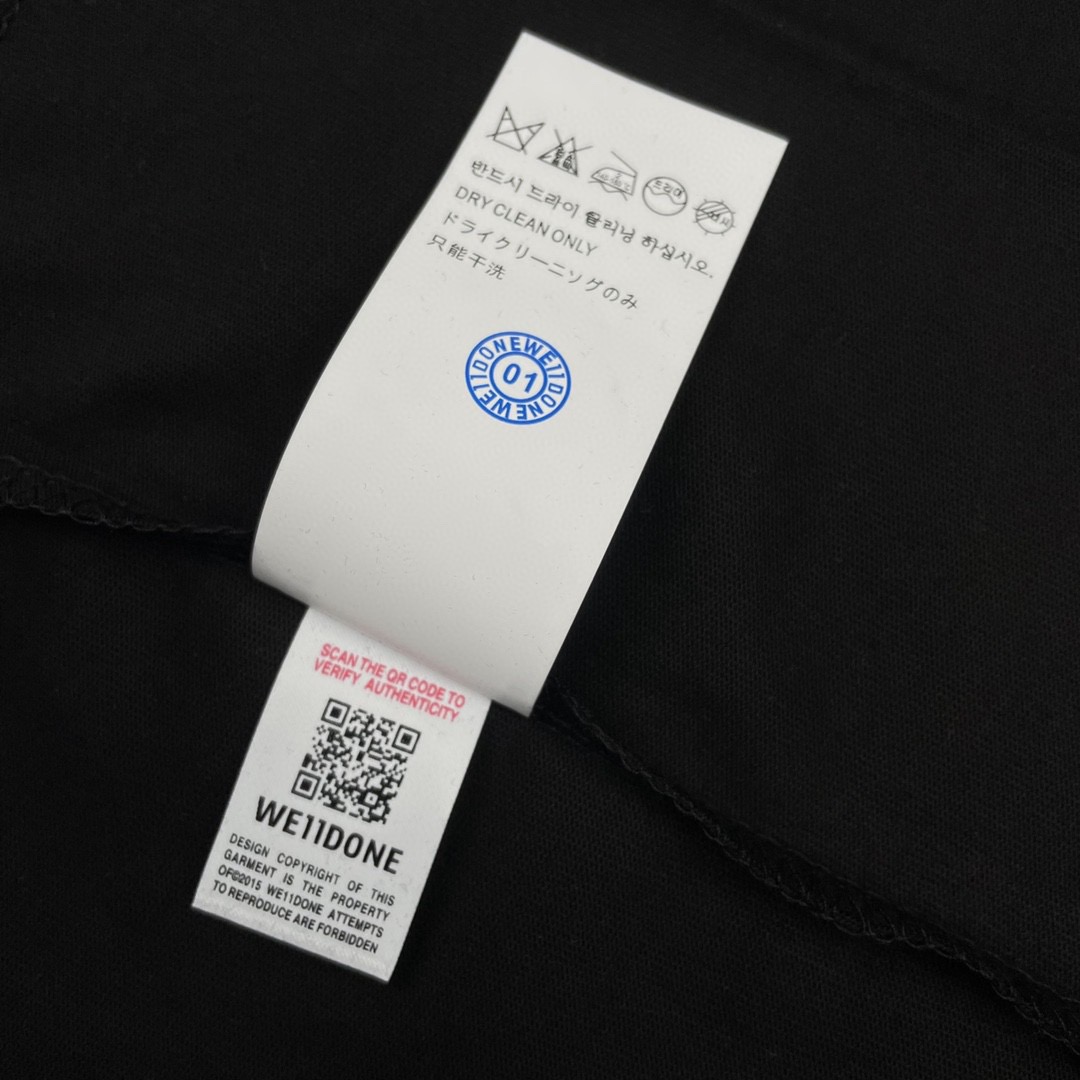 반드시 드라이 클리닝 하십시오.
DRY CLEAN ONLY
ドライクリーニングのみ
只能干洗
WE11DONEWE11DONE
01
SCAN THE QR CODE TO
VERIFY AUTHENTICITY
WE11DONE
DESIGN COPYRIGHT OF THIS
GARMENT IS THE PROPERTY
OF©2015 WE11DONE ATTEMPTS
TO REPRODUCE ARE FORBIDDEN